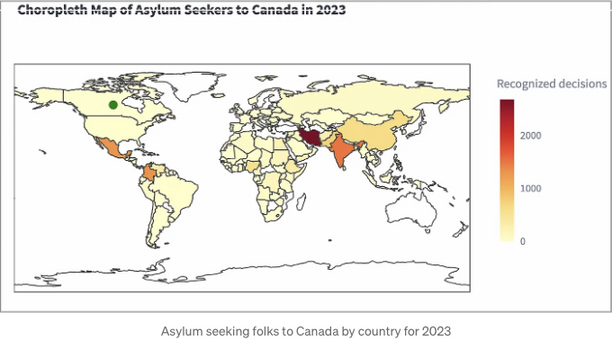 Choropleth Map of Asylum Seekers to Canada in 2023
Recognized decisions
2000
1000
0
Asylum seeking folks to Canada by country for 2023